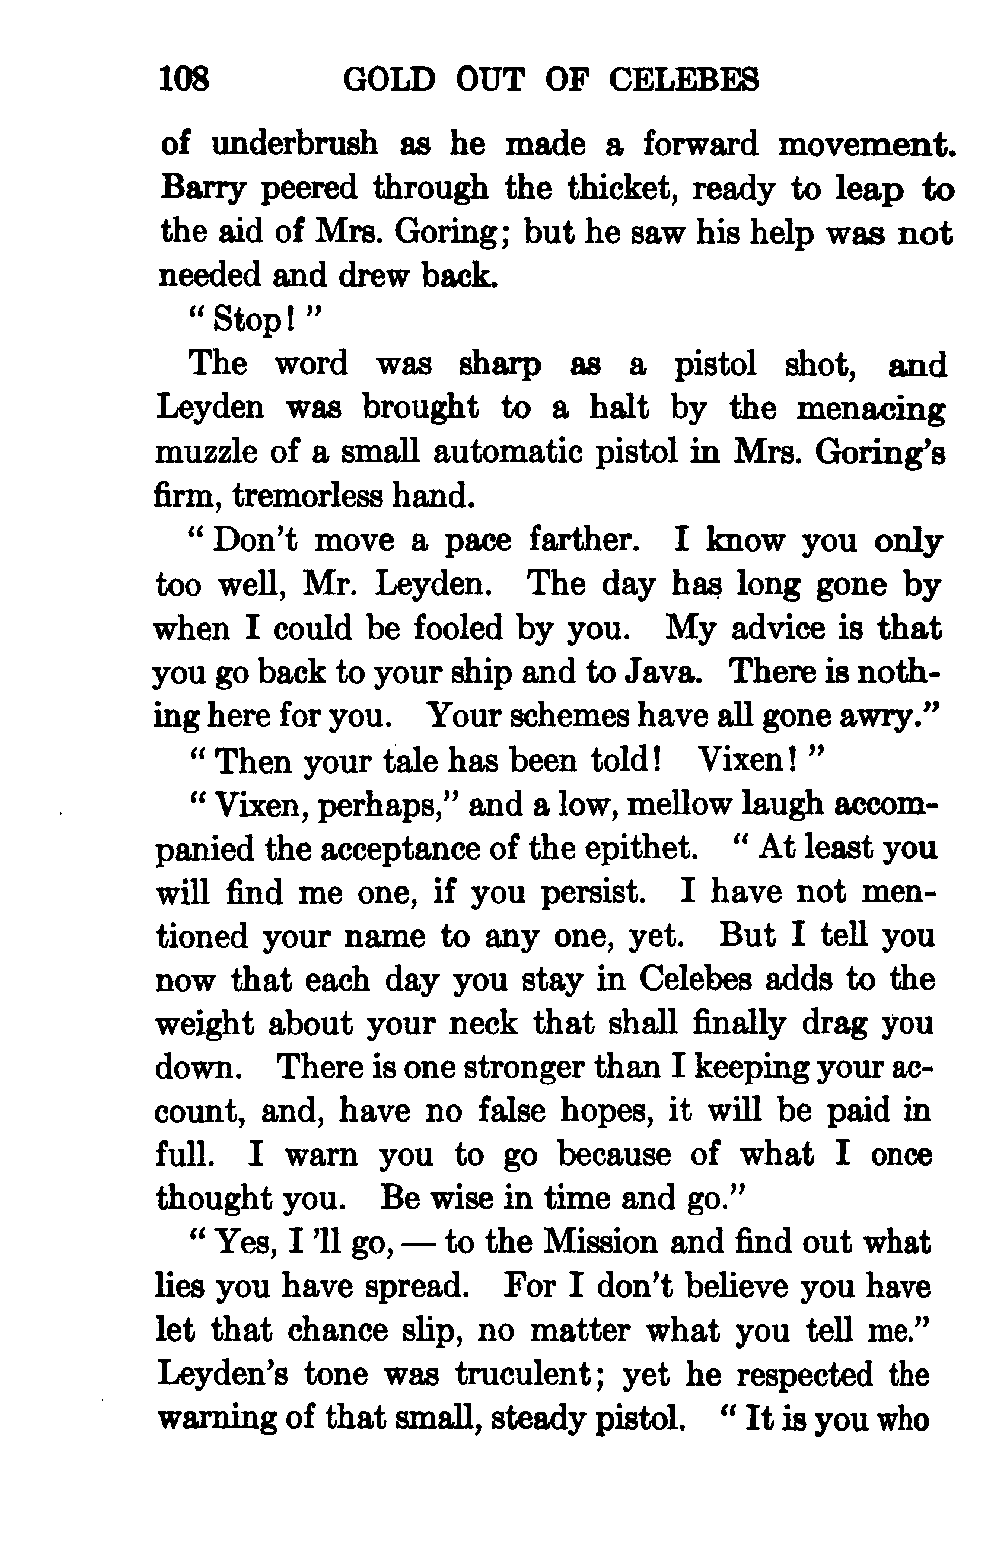 108 GOLD OUT OF CELEBES
of underbrush as he made a forward movement.
Barry peered through the thicket, ready to leap to
the aid of Mrs. Goring; but he saw his help was not
needed and drew back.
“ Stop! ”
The word was sharp as a pistol shot, and
Leyden was brought to a halt by the menacing
muzzle of a small automatic pistol in Mrs. Goring’s
firm, tremorless hand.
“ Don’t move a pace farther. I know you only
too well, Mr. Leyden. The day has long gone by
when I could be fooled by you. My advice is that
you go back to your ship and to Java. There is noth-
ing here for you. Your schemes have all gone awry.”
“ Then your tale has been told! Vixen! ”
“ Vixen, perhaps,” and a low, mellow laugh accom-
panied the acceptance of the epithet. “ At least you
will find me one, if you persist. I have not men-
tioned your name to any one, yet. But I tell you
now that each day you stay in Celebes adds to the
weight about your neck that shall finally drag you
down. There is one stronger than I keeping your ac-
count, and, have no false hopes, it will be paid in
full. I warn you to go because of what I once
thought you. Be wise in time and go.”
“ Yes, I ’ll go, — to the Mission and find out what
lies you have spread. For I don’t believe you have
let that chance slip, no matter what you tell me.”
Leyden’s tone was truculent; yet he respected the
warning of that small, steady pistol. “ It is you who